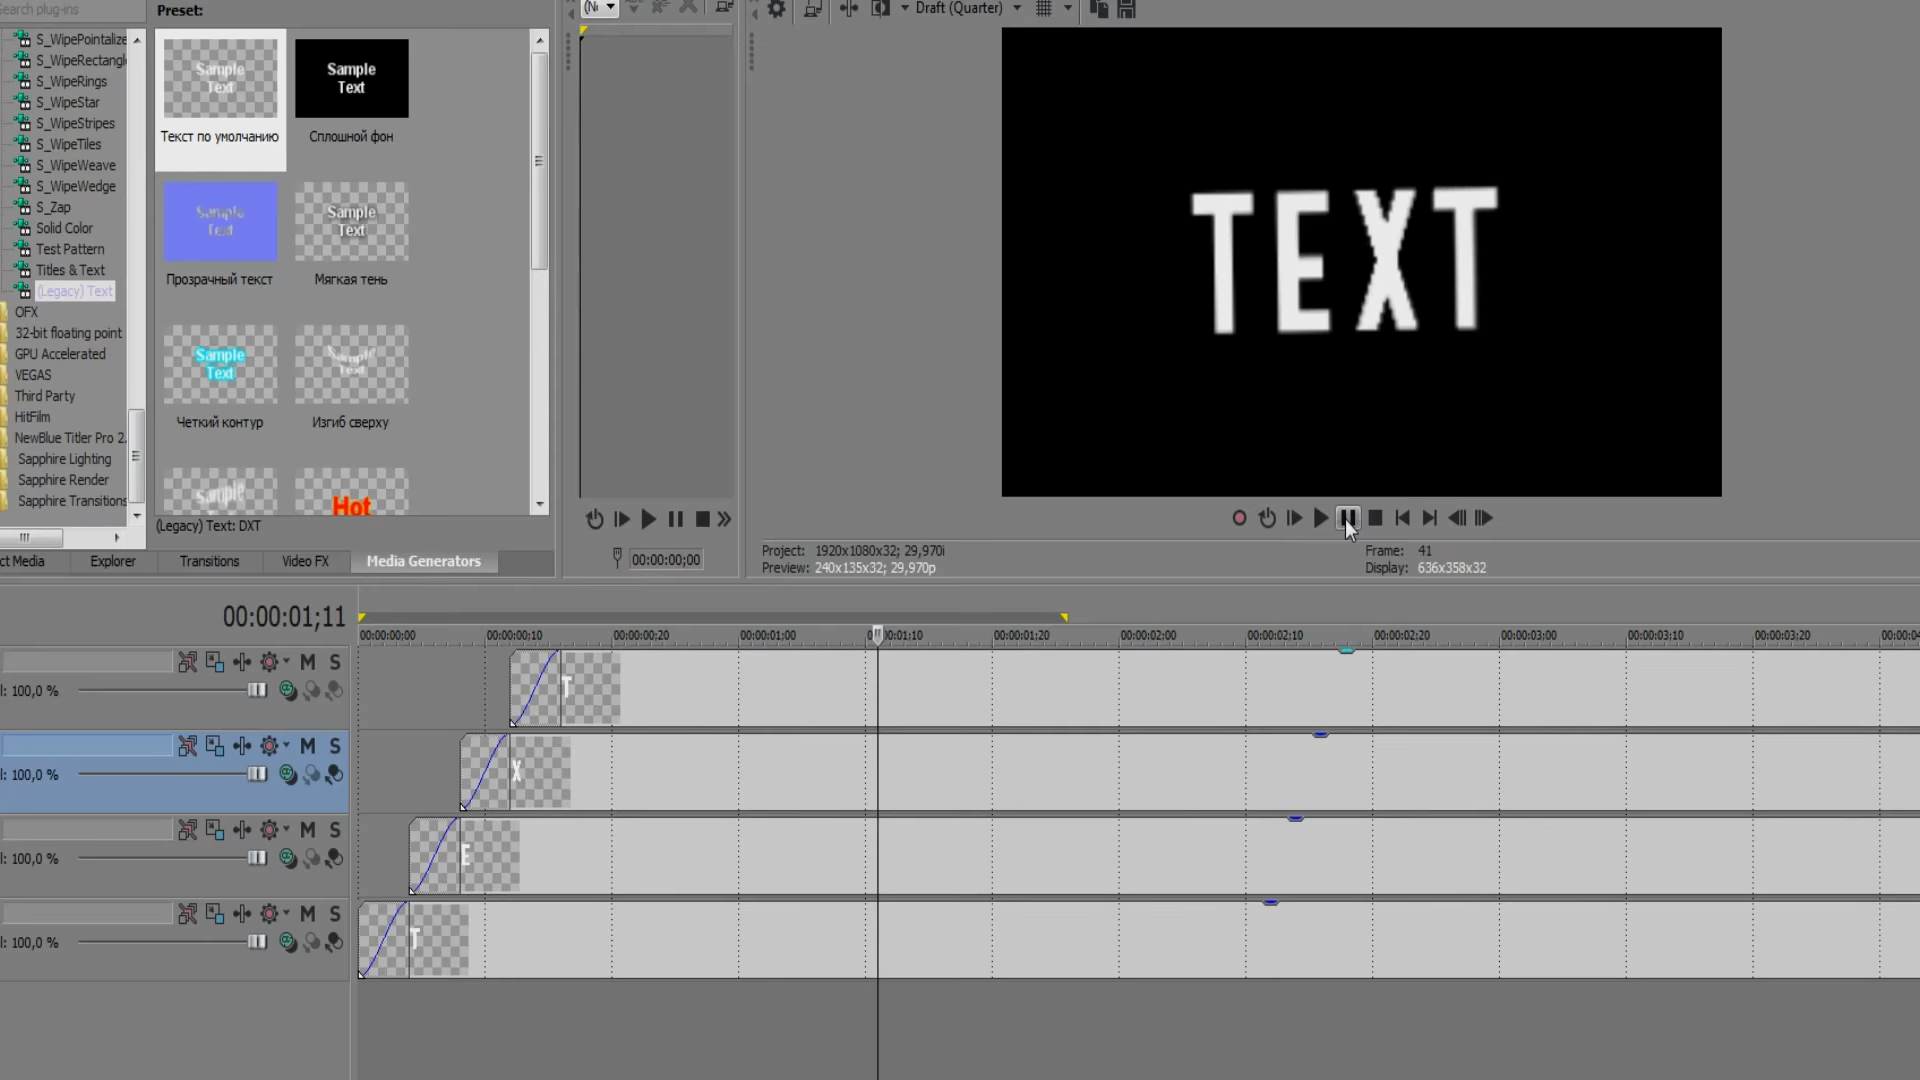 Search plug-ins
S_WipePointalize
S_WipeRectangl
S_WipeRings
S_WipeStar
S_WipeStripes
S_WipeTiles
S_WipeWeave
S_WipeWedge
S_Zap
Solid Color
Test Pattern
Titles & Text
(Legacy) Text
OFX
32-bit floating point
GPU Accelerated
VEGAS
Third Party
HitFilm
NewBlue Titler Pro 2.
Sapphire Lighting
Sapphire Render
Sapphire Transitions
Preset:
Sample
Text
Текст по умолчанию
Sample
Text
Сплошной фон
Sample
Text
Прозрачный текст
Sample
Text
Мягкая тень
Sample
Text
Четкий контур
Sample
Text
Изгиб сверху
Sample
Hot
(Legacy) Text: DXT
ct Media
Explorer
Transitions
Video FX
Media Generators
00:00:00;00
Draft (Quarter)
TEXT
Project: 1920x1080x32; 29,970i
Preview: 240x135x32; 29,970p
Frame: 41
Display: 636x358x32
00:00:01;11
00:00:00;00
00:00:00;10
00:00:00;20
00:00:01;00
00:01;10
00:00:01;20
00:00:02;00
00:00:02;10
00:00:02;20
00:00:03;00
00:00:03;10
00:00:03;20
00:00:04
M S
l: 100,0 %
T
M S
l: 100,0 %
X
M S
l: 100,0 %
E
M S
l: 100,0 %
T